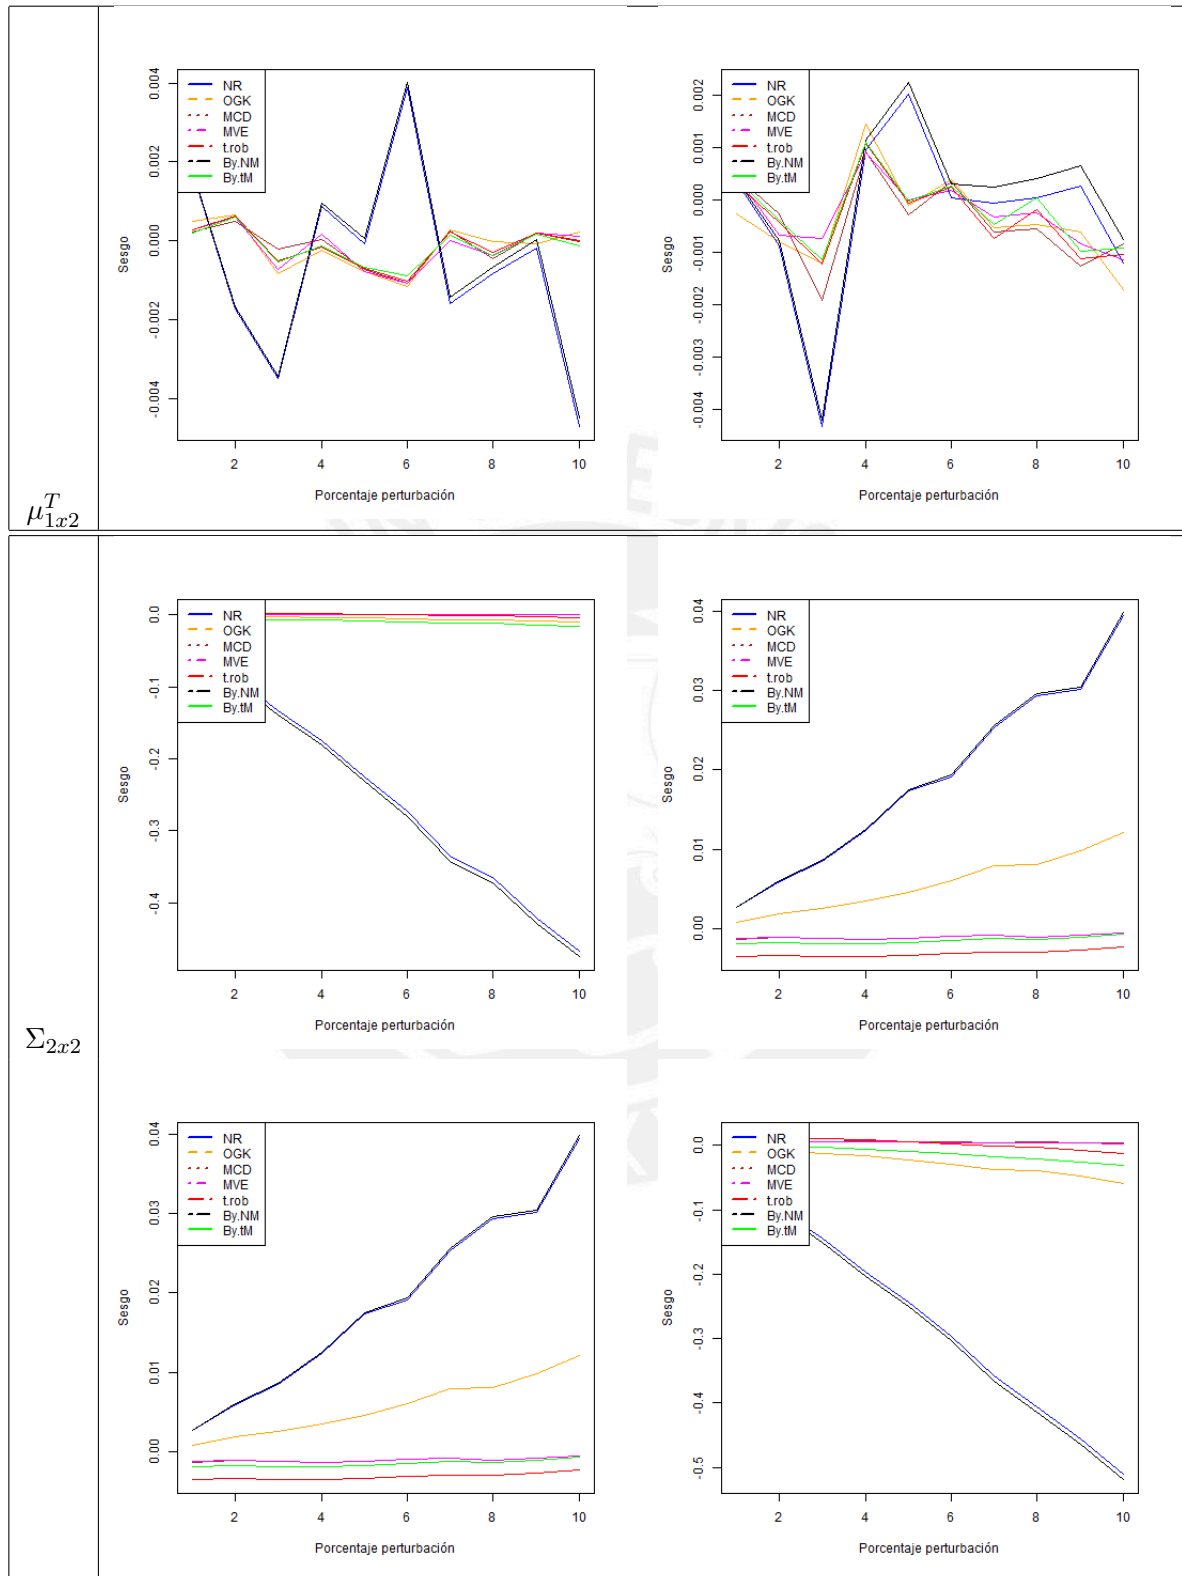 0.004
0.002
0.000
-0.002
-0.004
Sesgo
NR
OGK
MCD
MVE
t.rob
By.NM
By.tM
2 4 6 8 10
Porcentaje perturbación
0.002
0.001
0.000
-0.001
-0.002
-0.003
-0.004
Sesgo
NR
OGK
MCD
MVE
t.rob
By.NM
By.tM
2 4 6 8 10
Porcentaje perturbación
μ^T_{1x2}
0.0
-0.1
-0.2
-0.3
-0.4
Sesgo
NR
OGK
MCD
MVE
t.rob
By.NM
By.tM
2 4 6 8 10
Porcentaje perturbación
0.04
0.03
0.02
0.01
0.00
Sesgo
NR
OGK
MCD
MVE
t.rob
By.NM
By.tM
2 4 6 8 10
Porcentaje perturbación
Σ_{2x2}
0.04
0.03
0.02
0.01
0.00
Sesgo
NR
OGK
MCD
MVE
t.rob
By.NM
By.tM
2 4 6 8 10
Porcentaje perturbación
0.0
-0.1
-0.2
-0.3
-0.4
-0.5
Sesgo
NR
OGK
MCD
MVE
t.rob
By.NM
By.tM
2 4 6 8 10
Porcentaje perturbación